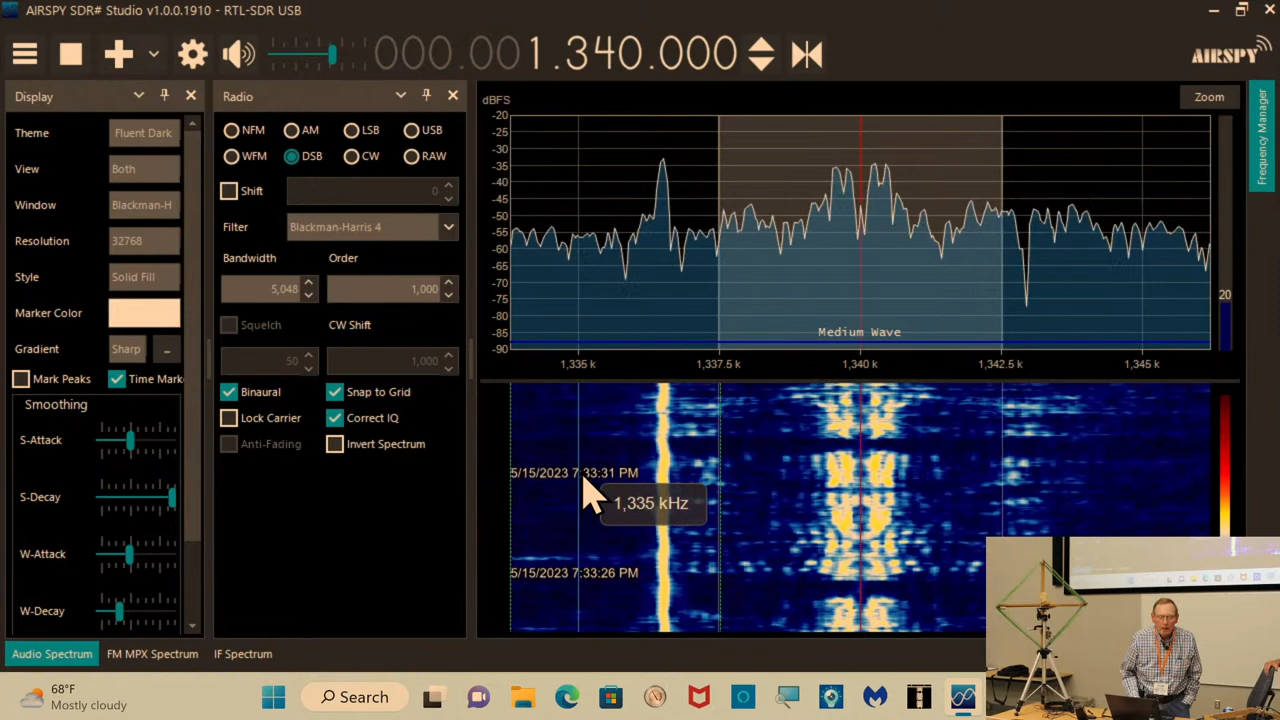 AIRSPY SDR# Studio v1.0.0.1910 - RTL-SDR USB
000.001.340.000
AIRSPY
Display
Theme
Fluent Dark
View
Both
Window
Blackman-H
Resolution
32768
Style
Solid Fill
Marker Color
Gradient
Sharp
Mark Peaks
Time Mark
Smoothing
S-Attack
S-Decay
W-Attack
W-Decay
Radio
NFM AM LSB USB
WFM DSB CW RAW
Shift
0
Filter
Blackman-Harris 4
Bandwidth Order
5,048 1,000
Squelch CW Shift
50 1,000
Binaural Snap to Grid
Lock Carrier Correct IQ
Anti-Fading Invert Spectrum
dBFS
Zoom
-20
-25
-30
-35
-40
-45
-50
-55
-60
-65
-70
-75
-80
-85
-90
Medium Wave
20
1,335 k 1,337.5 k 1,340 k 1,342.5 k 1,345 k
Frequency Manager
5/15/2023 7:33:31 PM
1,335 kHz
5/15/2023 7:33:26 PM
Audio Spectrum FM MPX Spectrum IF Spectrum
68°F
Mostly cloudy
Search